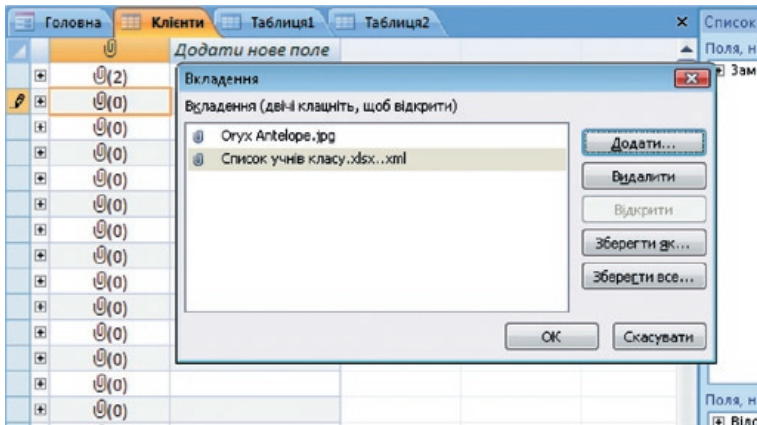 Головна
Клієнти
Таблиця1
Таблиця2
Список
Додати нове поле
Поля, н
Зам
(2)
(0)
(0)
(0)
(0)
(0)
(0)
(0)
(0)
(0)
(0)
(0)
(0)
(0)
Вкладення
Вкладення (двічі клацніть, щоб відкрити)
Oryx Antelope.jpg
Список учнів класу.xlsx..xml
Додати...
Видалити
Відкрити
Зберегти як...
Зберегти все...
ОК
Скасувати
Поля, н
Відо